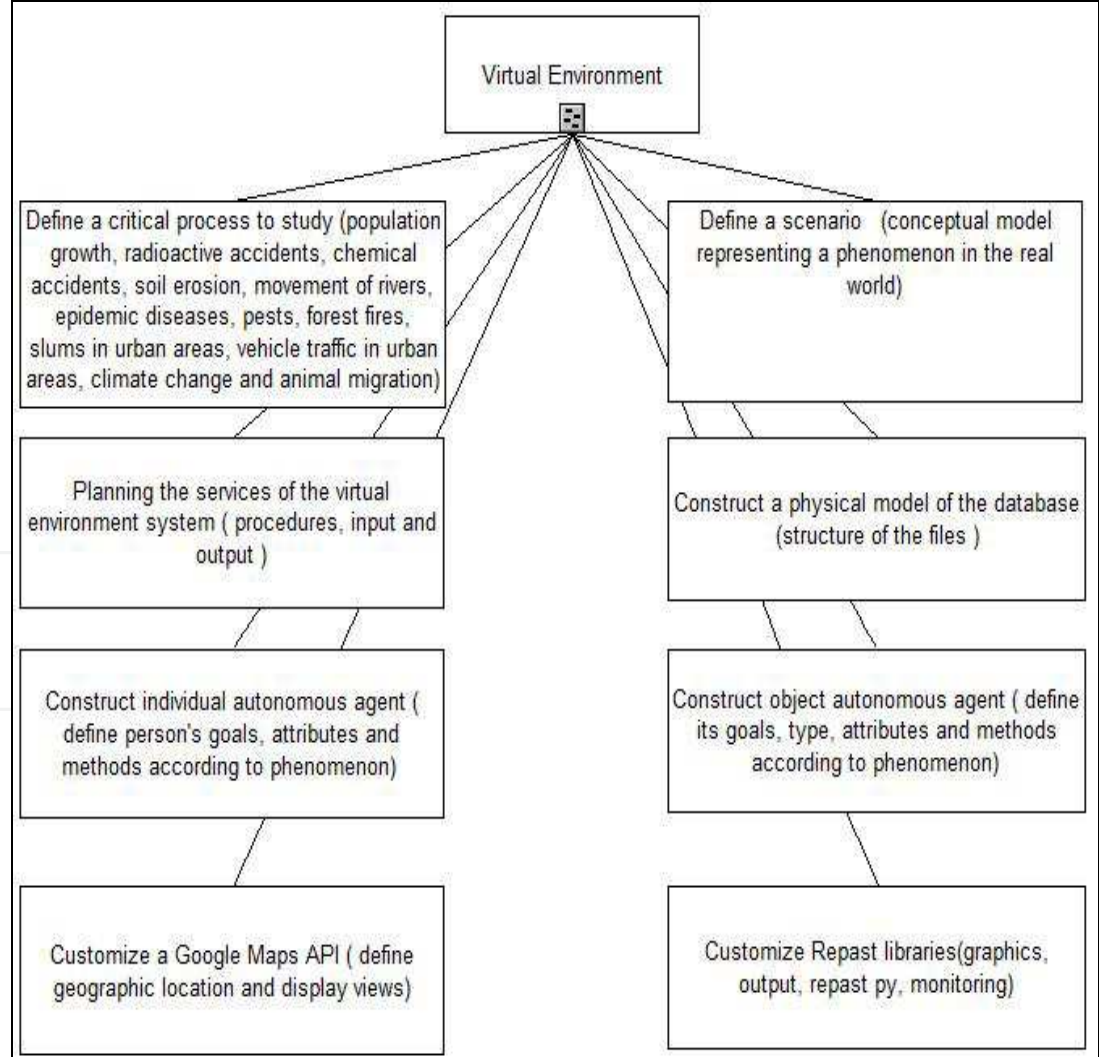 Virtual Environment
Define a critical process to study (population
growth, radioactive accidents, chemical
accidents, soil erosion, movement of rivers,
epidemic diseases, pests, forest fires,
slums in urban areas, vehicle traffic in urban
areas, climate change and animal migration)
Define a scenario (conceptual model
representing a phenomenon in the real
world)
Planning the services of the virtual
environment system ( procedures, input and
output )
Construct a physical model of the database
(structure of the files )
Construct individual autonomous agent (
define person's goals, attributes and
methods according to phenomenon)
Construct object autonomous agent ( define
its goals, type, attributes and methods
according to phenomenon)
Customize a Google Maps API ( define
geographic location and display views)
Customize Repast libraries(graphics,
output, repast py, monitoring)